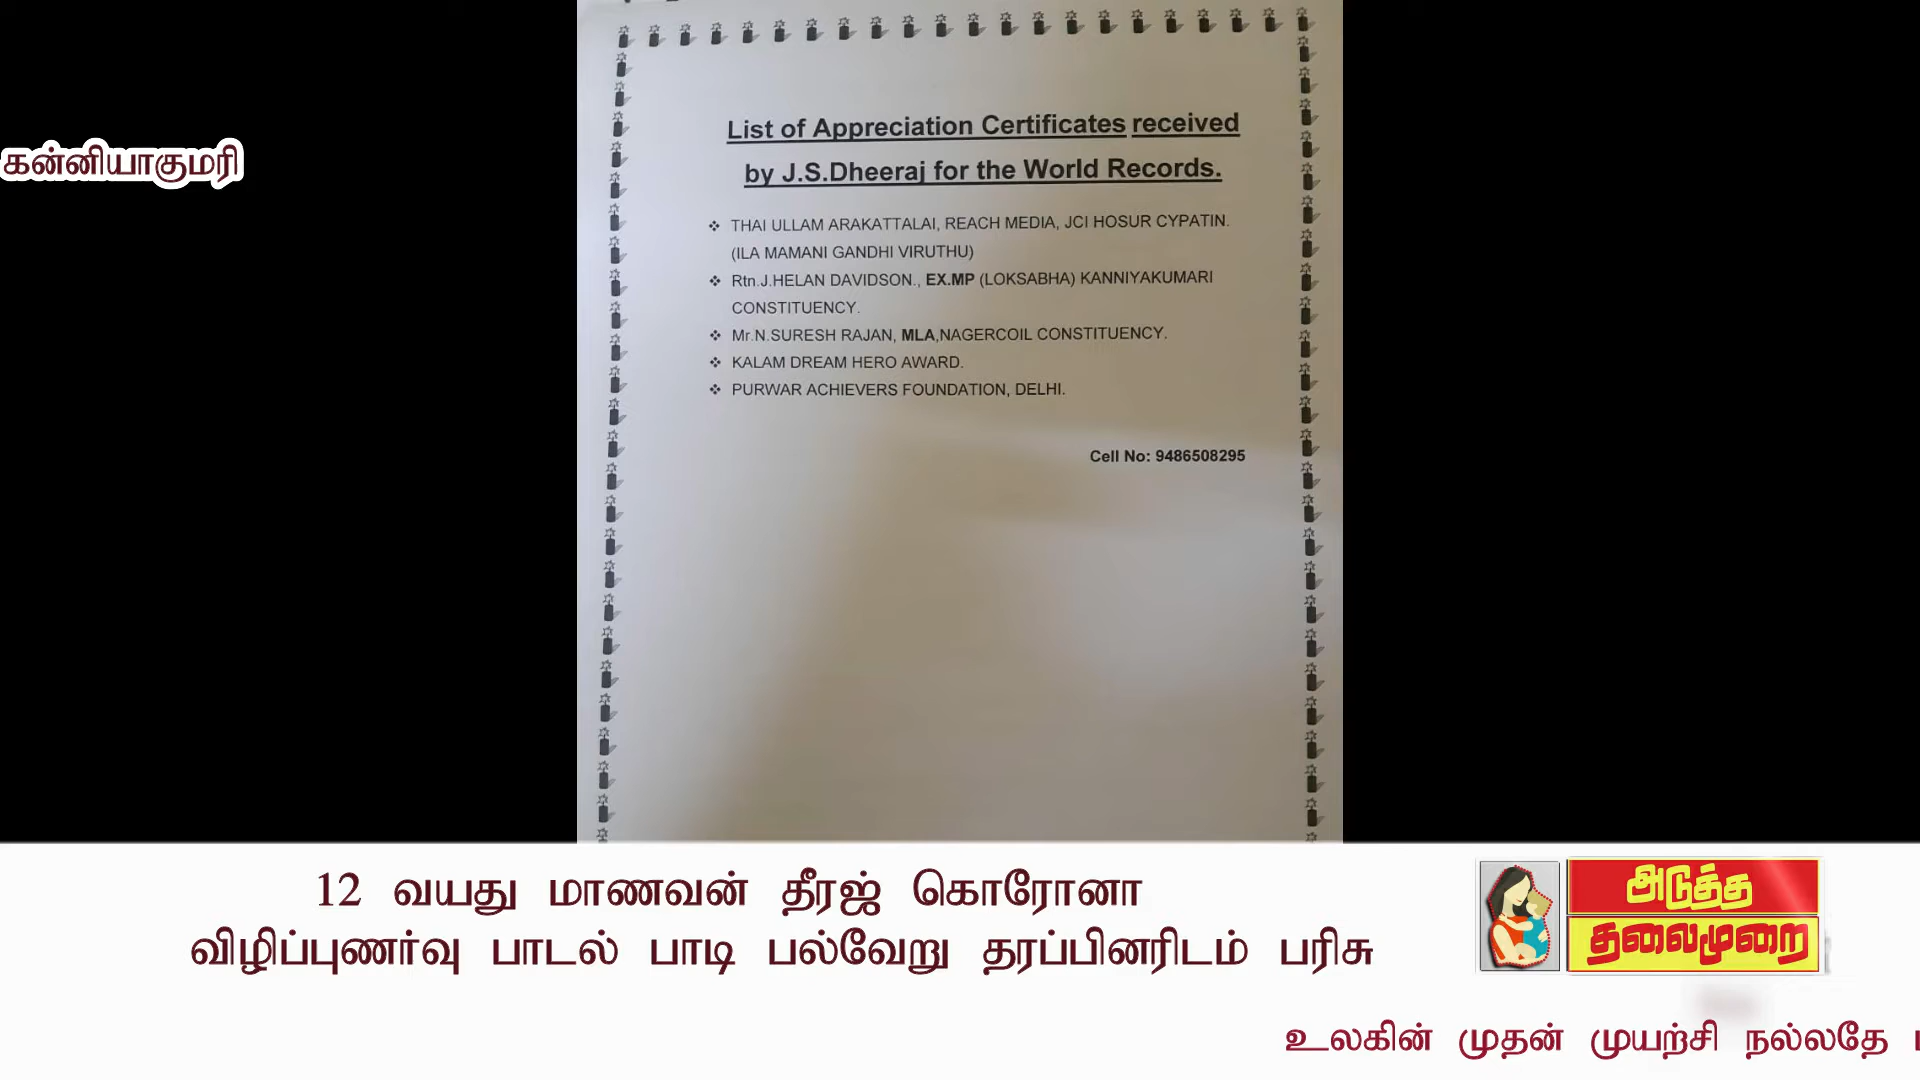 கன்னியாகுமரி
List of Appreciation Certificates received
by J.S.Dheeraj for the World Records.
❖ THAI ULLAM ARAKATTALAI, REACH MEDIA, JCI HOSUR CYPATIN.
(ILA MAMANI GANDHI VIRUTHU)
❖ Rtn.J.HELAN DAVIDSON., EX.MP (LOKSABHA) KANNIYAKUMARI
CONSTITUENCY.
❖ Mr.N.SURESH RAJAN, MLA,NAGERCOIL CONSTITUENCY.
❖ KALAM DREAM HERO AWARD.
❖ PURWAR ACHIEVERS FOUNDATION, DELHI.
Cell No: 9486508295
12 வயது மாணவன் தீரஜ் கொரோனா
விழிப்புணர்வு பாடல் பாடி பல்வேறு தரப்பினரிடம் பரிசு
அடுத்த
தலைமுறை
உலகின் முதன் முயற்சி நல்லதே